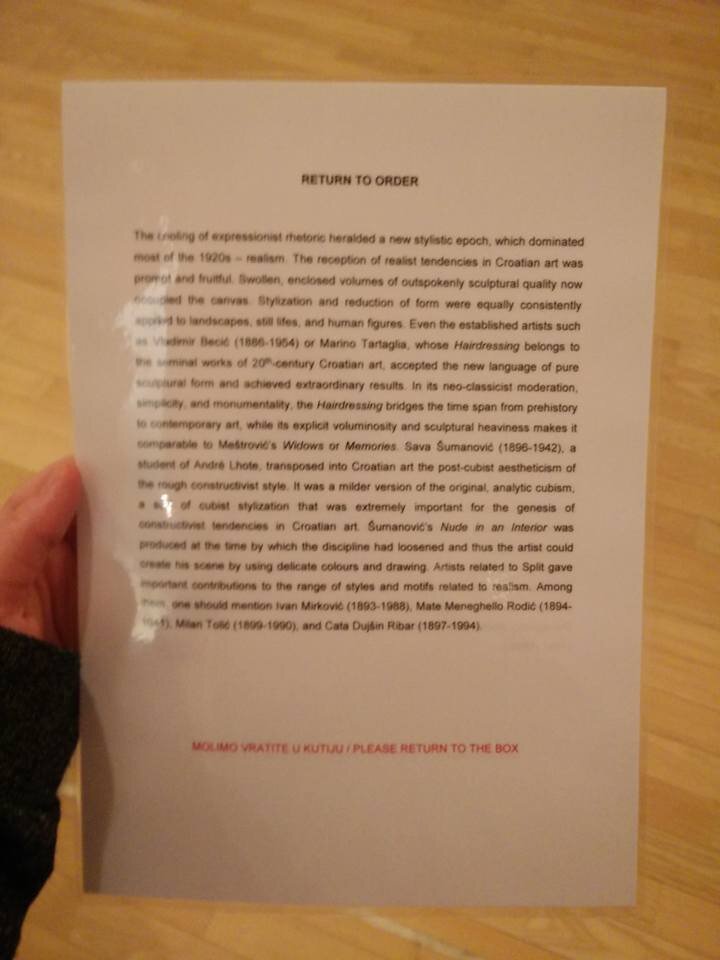 RETURN TO ORDER
The cooling of expressionist rhetoric heralded a new stylistic epoch, which dominated
most of the 1920s – realism. The reception of realist tendencies in Croatian art was
prompt and fruitful. Swollen, enclosed volumes of outspokenly sculptural quality now
occupied the canvas. Stylization and reduction of form were equally consistently
applied to landscapes, still lifes, and human figures. Even the established artists such
as Vladimir Becić (1886-1954) or Marino Tartaglia, whose Hairdressing belongs to
the seminal works of 20th-century Croatian art, accepted the new language of pure
sculptural form and achieved extraordinary results. In its neo-classicist moderation,
simplicity, and monumentality, the Hairdressing bridges the time span from prehistory
to contemporary art, while its explicit voluminosity and sculptural heaviness makes it
comparable to Meštrović's Widows or Memories. Sava Šumanović (1896-1942), a
student of André Lhote, transposed into Croatian art the post-cubist aestheticism of
the rough constructivist style. It was a milder version of the original, analytic cubism,
a of cubist stylization that was extremely important for the genesis of
constructivist tendencies in Croatian art. Šumanović's Nude in an Interior was
produced at the time by which the discipline had loosened and thus the artist could
create his scene by using delicate colours and drawing. Artists related to Split gave
important contributions to the range of styles and motifs related to realism. Among
them, one should mention Ivan Mirković (1893-1988), Mate Meneghello Rodić (1894-
Milan Tolić (1899-1990), and Cata Dujšin Ribar (1897-1994).
MOLIMO VRATITE U KUTIJU / PLEASE RETURN TO THE BOX